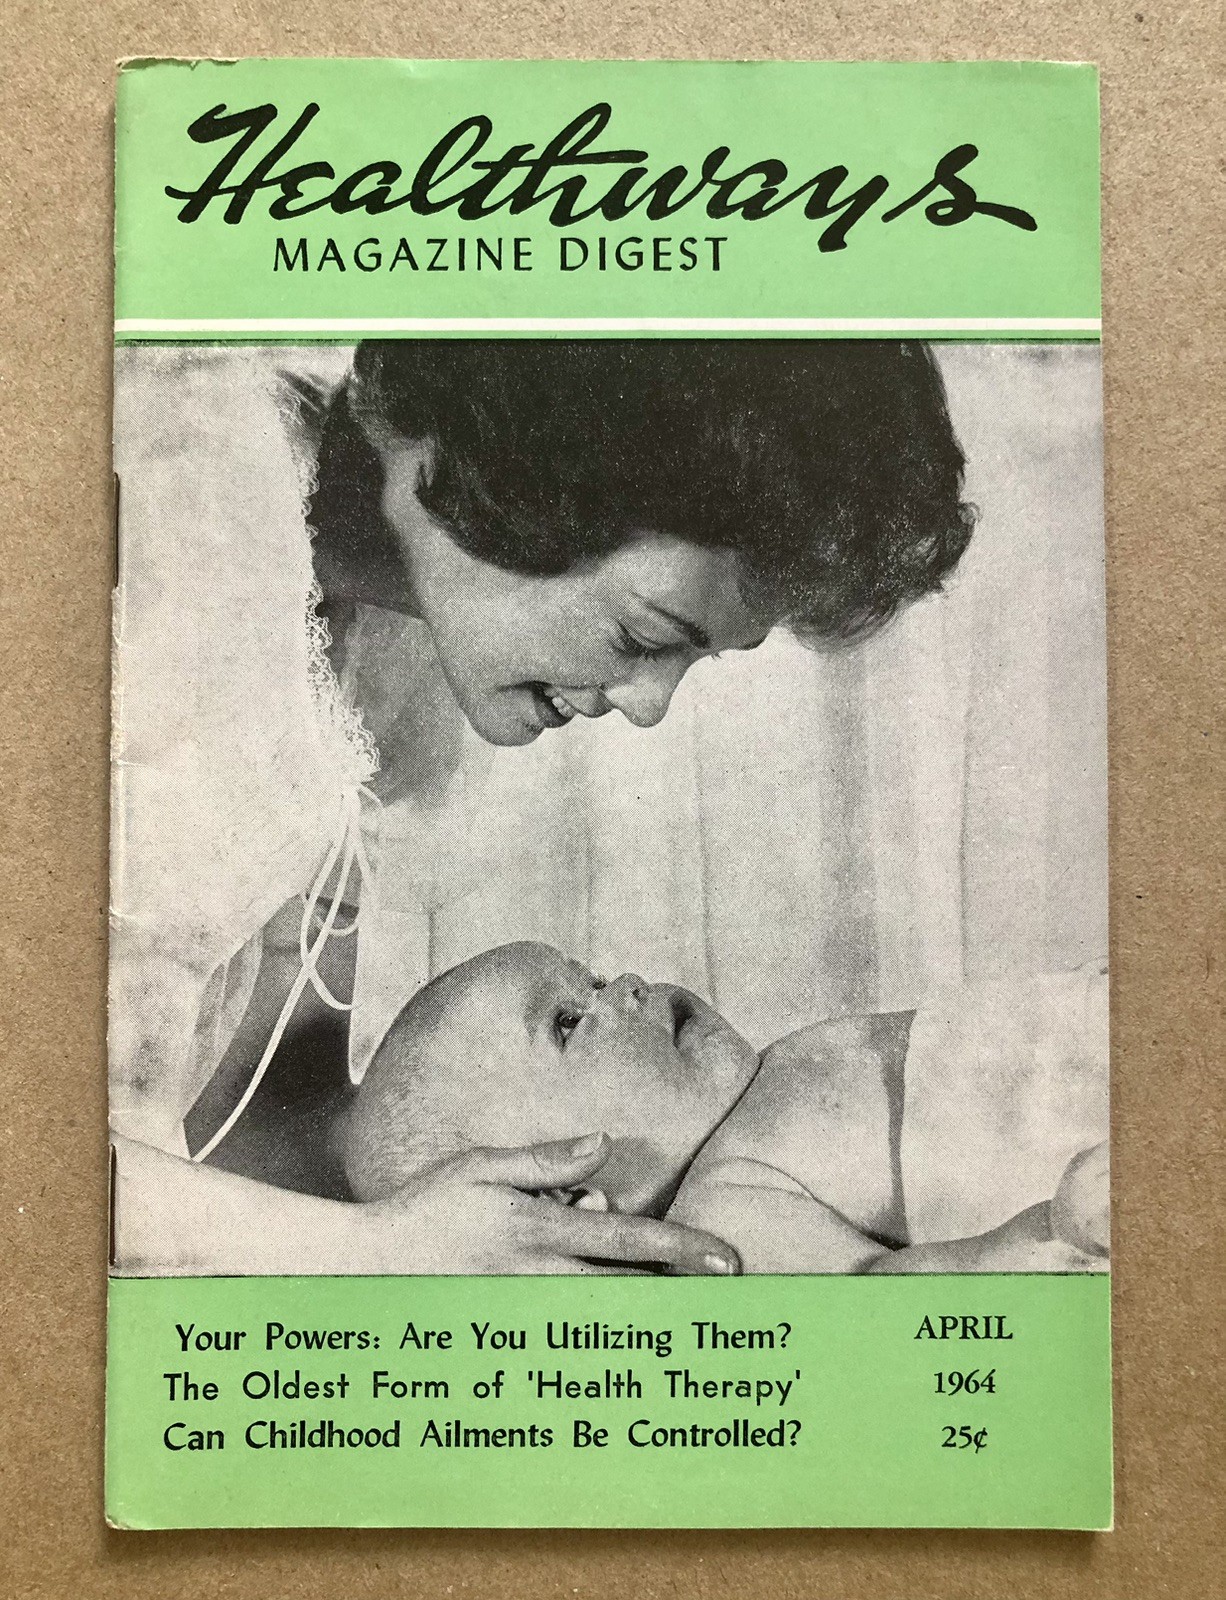 Healthways
MAGAZINE DIGEST
Your Powers: Are You Utilizing Them?
The Oldest Form of 'Health Therapy'
Can Childhood Ailments Be Controlled?
APRIL
1964
25¢